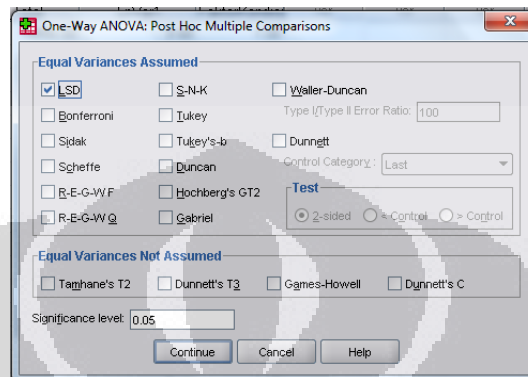 One-Way ANOVA: Post Hoc Multiple Comparisons
Equal Variances Assumed
LSD
S-N-K
Waller-Duncan
Bonferroni
Tukey
Type I/Type II Error Ratio: 100
Sidak
Tukey's-b
Dunnett
Scheffe
Duncan
Control Category: Last
R-E-G-W F
Hochberg's GT2
Test
R-E-G-W Q
Gabriel
2-sided
< Control
> Control
Equal Variances Not Assumed
Tamhane's T2
Dunnett's T3
Games-Howell
Dunnett's C
Significance level: 0.05
Continue
Cancel
Help